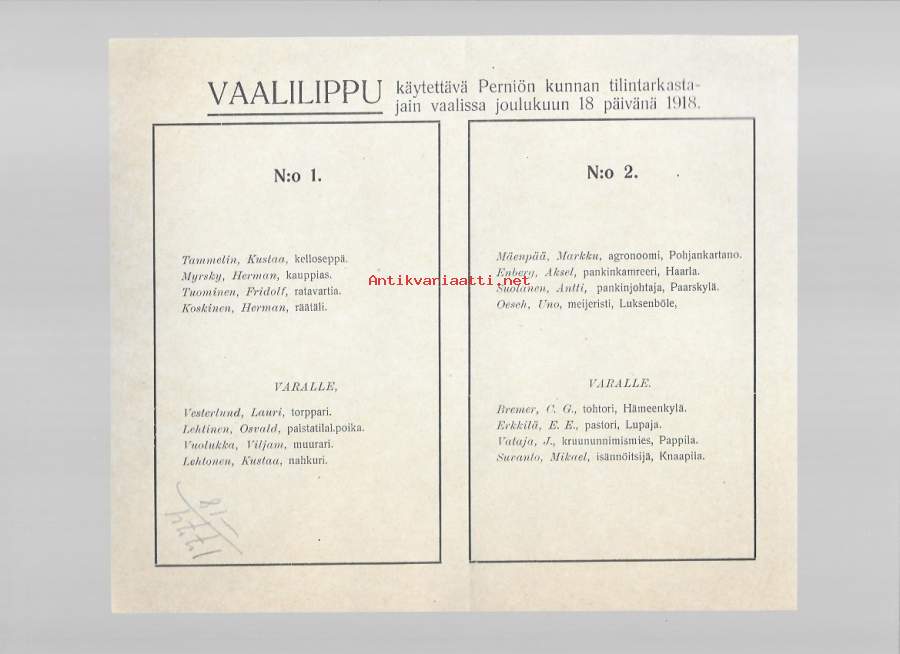 VAALILIPPU käytettävä Perniön kunnan tilintarkasta-
jain vaalissa joulukuun 18 päivänä 1918.
N:o 1.
Tammelin, Kustaa, kelloseppä.
Myrsky, Herman, kauppias.
Tuominen, Fridolf, ratavartia.
Koskinen, Herman, räätäli.
VARALLE,
Vesterlund, Lauri, torppari.
Lehtinen, Osvald, palstatilal.poika.
Vuolukka, Viljam, muurari.
Lehtonen, Kustaa, nahkuri.
N:o 2.
Mäenpää, Markku, agronoomi, Pohjankartano.
Enberg, Aksel, pankinkamreeri, Haarla.
Suolanen, Antti, pankinjohtaja, Paarskylä.
Oesch, Uno, meijeristi, Luksenböle,
VARALLE.
Bremer, C. G., tohtori, Hämeenkylä.
Erkkilä, E. E., pastori, Lupaja.
Vataja, J., kruununnimismies, Pappila.
Suranto, Mikael, isännöitsijä, Knaapila.
Antikvariaatti.net